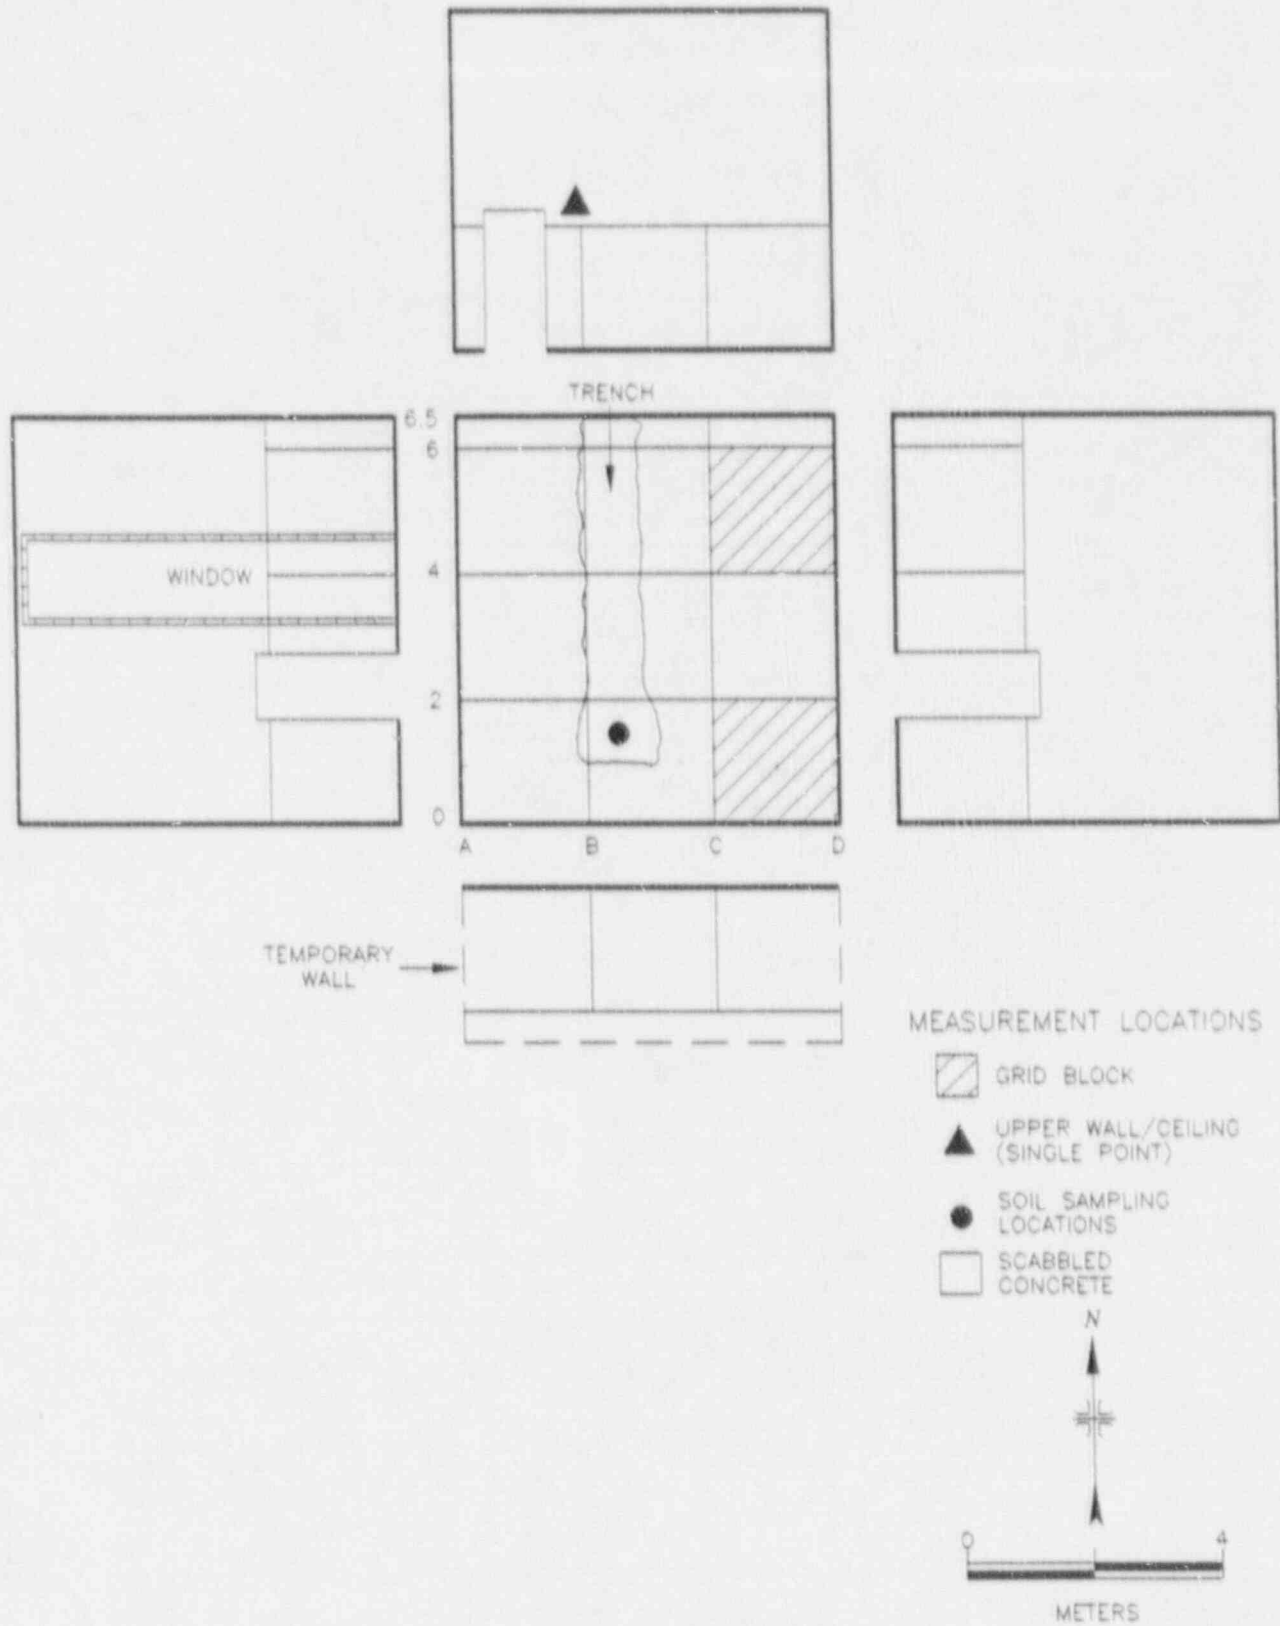 TRENCH
6.5
6
WINDOW
4
2
0
A B C D
TEMPORARY
WALL
MEASUREMENT LOCATIONS
GRID BLOCK
UPPER WALL/CEILING
(SINGLE POINT)
SOIL SAMPLING
LOCATIONS
SCABBLED
CONCRETE
N
0 4
METERS